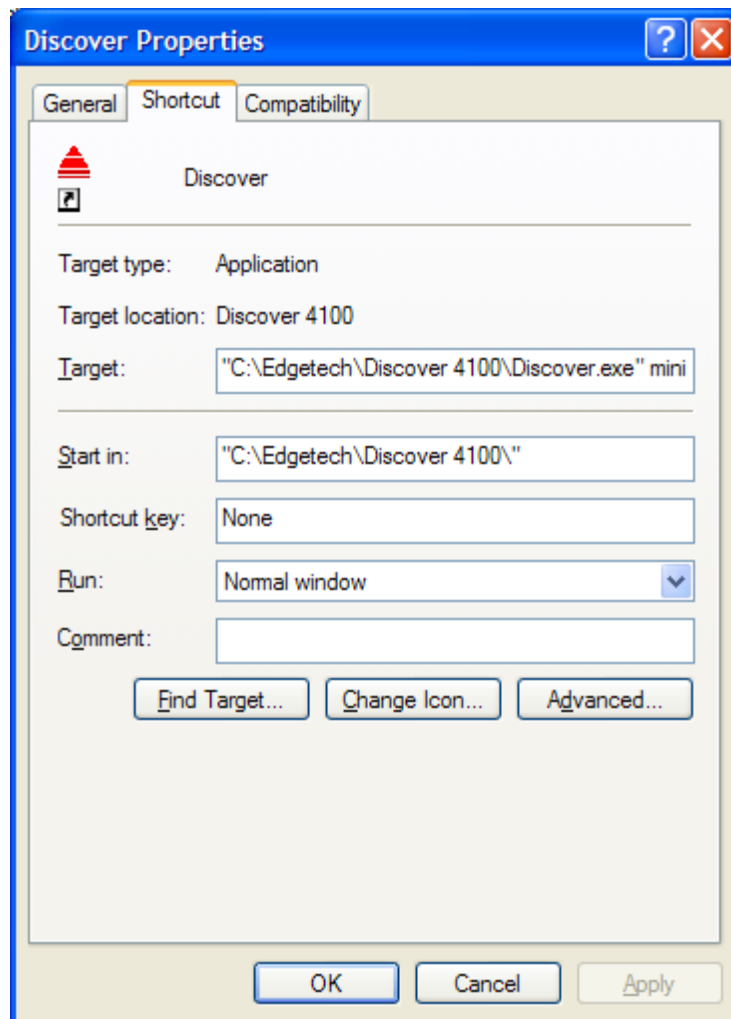 Discover Properties
General Shortcut Compatibility
Discover
Target type: Application
Target location: Discover 4100
Target: "C:\Edgetech\Discover 4100\Discover.exe" mini
Start in: "C:\Edgetech\Discover 4100\"
Shortcut key: None
Run: Normal window
Comment:
Find Target... Change Icon... Advanced...
OK Cancel Apply